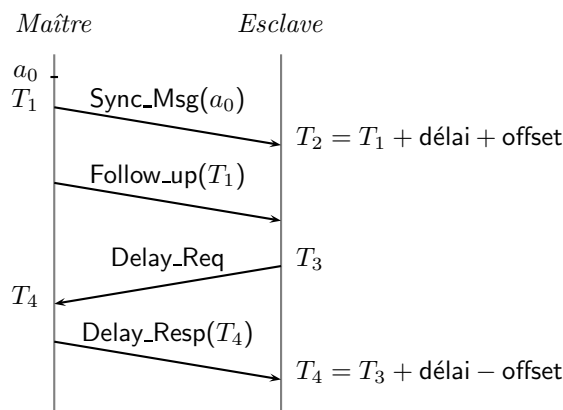 Maître Esclave
a₀
T₁ Sync_Msg(a₀)
T₂ = T₁ + délai + offset
Follow_up(T₁)
Delay_Req T₃
T₄
Delay_Resp(T₄)
T₄ = T₃ + délai − offset